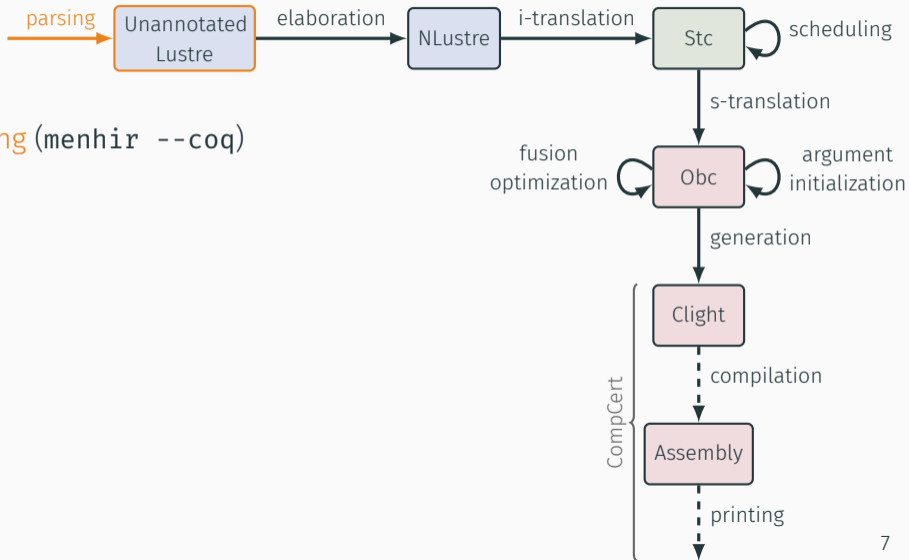 parsing
Unannotated
Lustre
elaboration
NLustre
i-translation
Stc
scheduling
s-translation
ng (menhir --coq)
fusion
optimization
Obc
argument
initialization
generation
Clight
compilation
CompCert
Assembly
printing
7